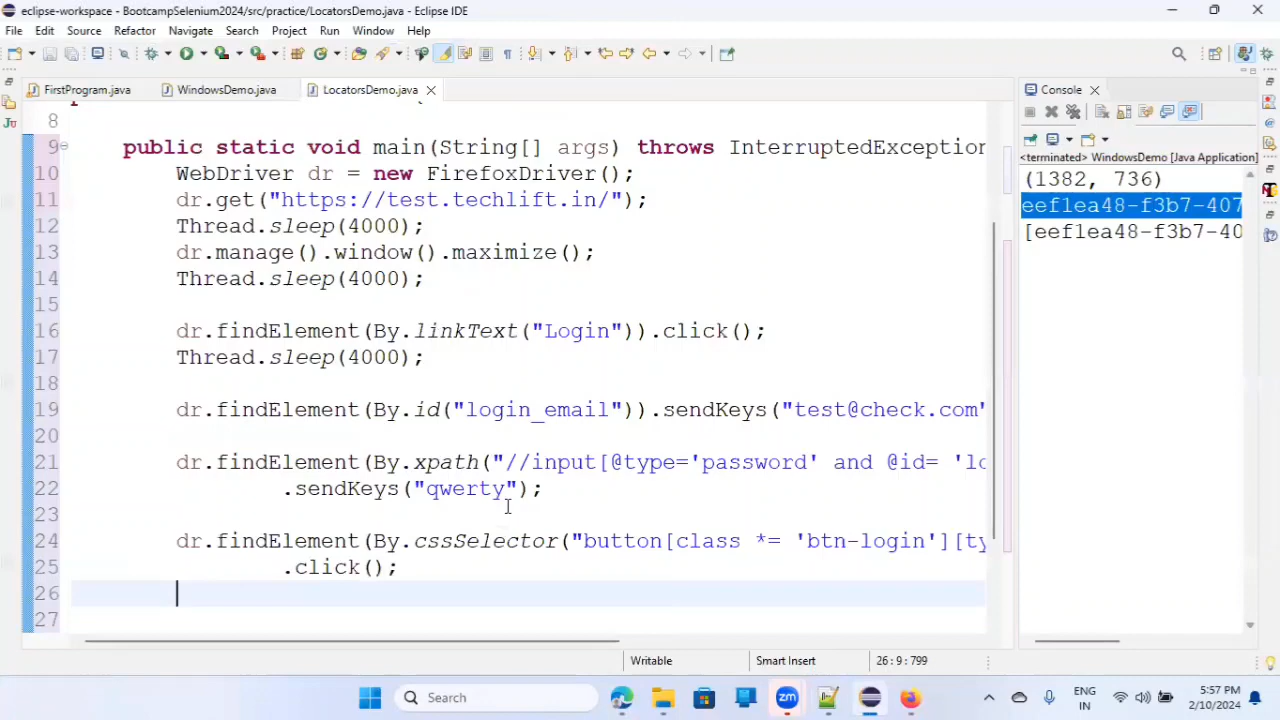 eclipse-workspace - BootcampSelenium2024/src/practice/LocatorsDemo.java - Eclipse IDE
File Edit Source Refactor Navigate Search Project Run Window Help
FirstProgram.java WindowsDemo.java LocatorsDemo.java
Console
<terminated> WindowsDemo [Java Application]
(1382, 736)
eef1ea48-f3b7-407
[eef1ea48-f3b7-40
8
9 public static void main(String[] args) throws InterruptedException
10 WebDriver dr = new FirefoxDriver();
11 dr.get("https://test.techlift.in/");
12 Thread.sleep(4000);
13 dr.manage().window().maximize();
14 Thread.sleep(4000);
15
16 dr.findElement(By.linkText("Login")).click();
17 Thread.sleep(4000);
18
19 dr.findElement(By.id("login_email")).sendKeys("test@check.com"
20
21 dr.findElement(By.xpath("//input[@type='password' and @id= 'lo
22 .sendKeys("qwerty");
23
24 dr.findElement(By.cssSelector("button[class *= 'btn-login'][ty
25 .click();
26
27
Writable Smart Insert 26 : 9 : 799
Search
ENG
IN
5:57 PM
2/10/2024